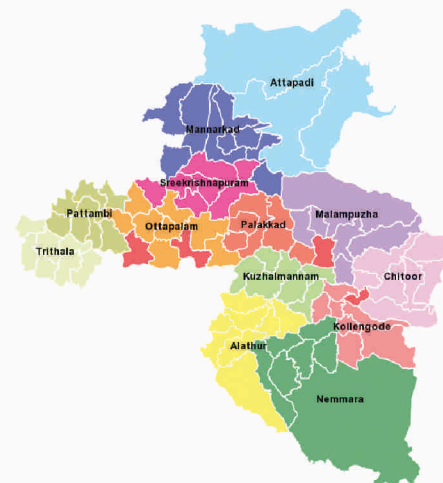 Attapadi
Mannarkad
Sreekrishnapuram
Pattambi
Malampuzha
Ottapalam
Palakkad
Trithala
Kuzhalmannam
Chitoor
Kollengode
Alathur
Nemmara